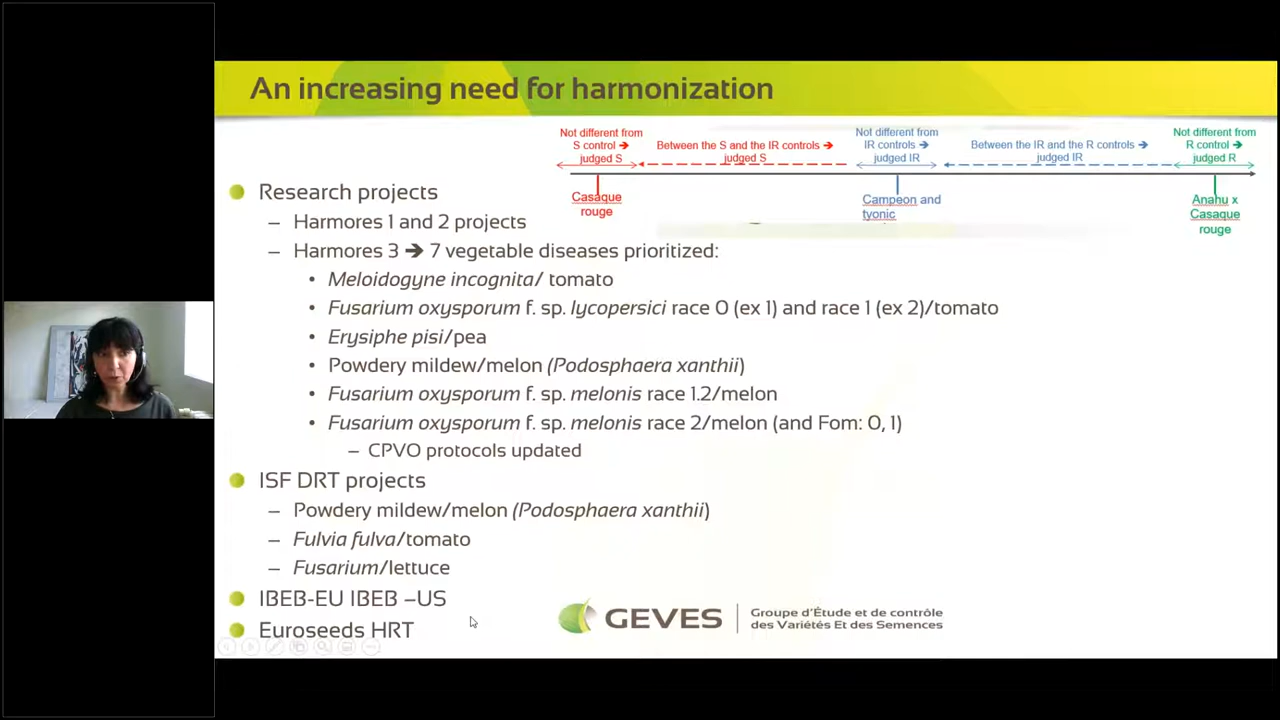 An increasing need for harmonization
Not different from
S control ➔
judged S
Between the S and the IR controls ➔
judged S
Not different from
IR controls ➔
judged IR
Between the IR and the R controls ➔
judged IR
Not different from
R control ➔
judged R
Casaque
rouge
Campeon and
tyonic
Anahu x
Casaque
rouge
Research projects
– Harmores 1 and 2 projects
– Harmores 3 ➔ 7 vegetable diseases prioritized:
• Meloidogyne incognita/ tomato
• Fusarium oxysporum f. sp. lycopersici race 0 (ex 1) and race 1 (ex 2)/tomato
• Erysiphe pisi/pea
• Powdery mildew/melon (Podosphaera xanthii)
• Fusarium oxysporum f. sp. melonis race 1.2/melon
• Fusarium oxysporum f. sp. melonis race 2/melon (and Fom: 0, 1)
– CPVO protocols updated
ISF DRT projects
– Powdery mildew/melon (Podosphaera xanthii)
– Fulvia fulva/tomato
– Fusarium/lettuce
IBEB-EU IBEB –US
Euroseeds HRT
GEVES
Groupe d'Étude et de contrôle
des Variétés Et des Semences